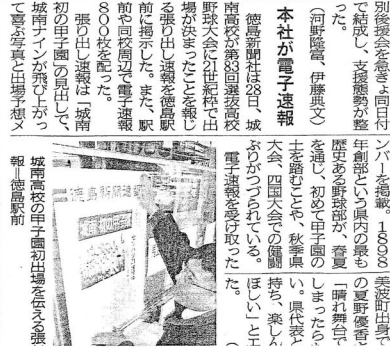 別後援会を急きょ同日付
で結成し、支援態勢が整
った。
（河野隆富、伊藤典文）
本社が電子速報
徳島新聞社は28日、城
南高校が第83回選抜高校
野球大会に21世紀枠で出
場が決まったことを報じ
る張り出し速報を徳島駅
前に掲示した。また、駅
前や同校周辺で電子速報
800枚を配った。
張り出し速報は「城南
初の甲子園」の見出しで、
城南ナインが飛び上がっ
て喜ぶ写真と出場予想メ
ンバーを掲載。1898
年創部という県内の最も
歴史ある野球部が、春夏
を通じ、初めて甲子園の
土を踏むことや、秋季県
大会、四国大会での健闘
ぶりがつづられている。
電子速報を受け取った
美波町出身で
の夏野優香さ
「晴れ舞台で
しまったらも
い。県代表と
持ち、楽しん
ほしい」とエ
た。
徳島新聞
城南高校の甲子園初出場を伝える張
報＝徳島駅前